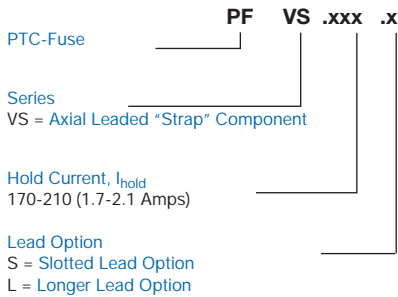 PF VS .xxx .x
PTC-Fuse
Series
VS = Axial Leaded "Strap" Component
Hold Current, Ihold
170-210 (1.7-2.1 Amps)
Lead Option
S = Slotted Lead Option
L = Longer Lead Option